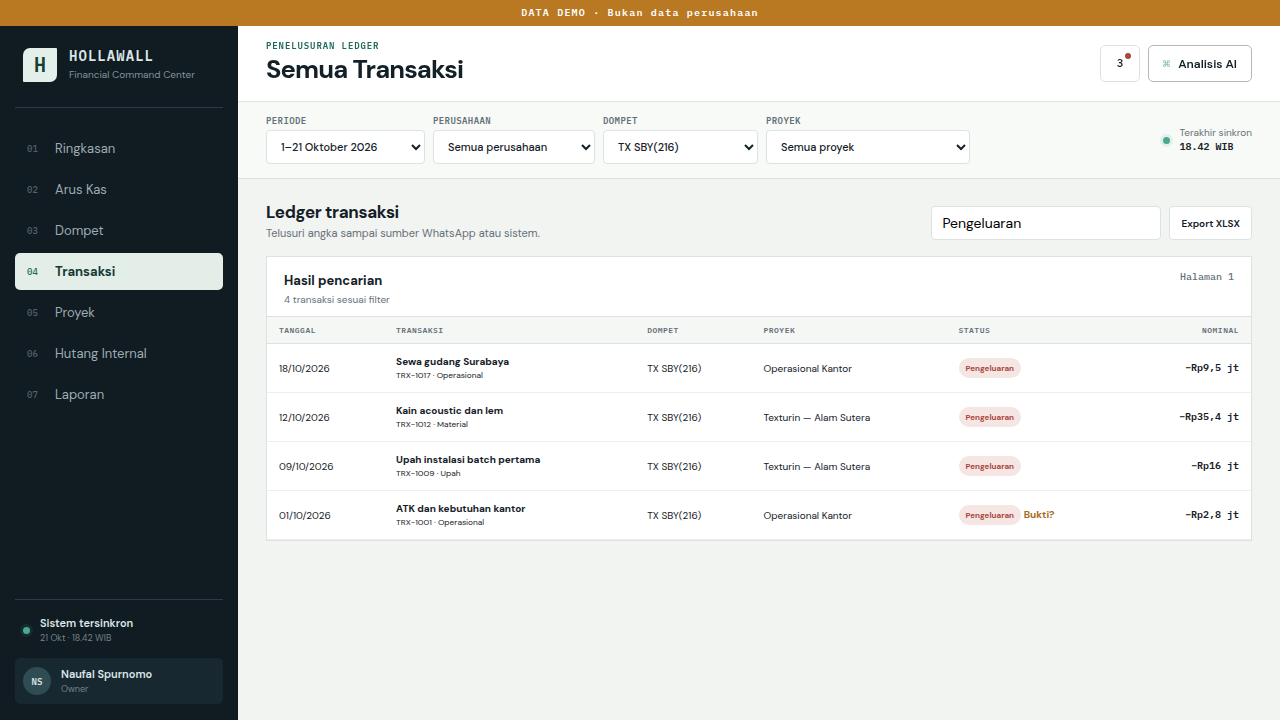 DATA DEMO · Bukan data perusahaan
H
HOLLAWALL
Financial Command Center
01 Ringkasan
02 Arus Kas
03 Dompet
04 Transaksi
05 Proyek
06 Hutang Internal
07 Laporan
Sistem tersinkron
21 Okt · 18.42 WIB
NS
Naufal Spurnomo
Owner
PENELUSURAN LEDGER
Semua Transaksi
3
⌘ Analisis AI
PERIODE PERUSAHAAN DOMPET PROYEK
1–21 Oktober 2026 Semua perusahaan TX SBY(216) Semua proyek
Terakhir sinkron
18.42 WIB
Ledger transaksi
Telusuri angka sampai sumber WhatsApp atau sistem.
Pengeluaran
Export XLSX
Hasil pencarian
4 transaksi sesuai filter
Halaman 1
TANGGAL TRANSAKSI DOMPET PROYEK STATUS NOMINAL
18/10/2026 Sewa gudang Surabaya TX SBY(216) Operasional Kantor Pengeluaran −Rp9,5 jt
TRX-1017 · Operasional
12/10/2026 Kain acoustic dan lem TX SBY(216) Texturin — Alam Sutera Pengeluaran −Rp35,4 jt
TRX-1012 · Material
09/10/2026 Upah instalasi batch pertama TX SBY(216) Texturin — Alam Sutera Pengeluaran −Rp16 jt
TRX-1009 · Upah
01/10/2026 ATK dan kebutuhan kantor TX SBY(216) Operasional Kantor Pengeluaran Bukti? −Rp2,8 jt
TRX-1001 · Operasional